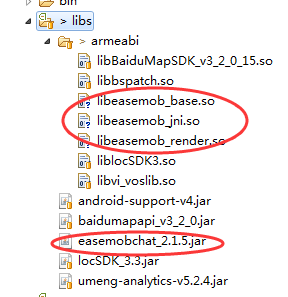 bin
> libs
> armeabi
libBaiduMapSDK_v3_2_0_15.so
libbspatch.so
libeasemob_base.so
libeasemob_jni.so
libeasemob_render.so
liblocSDK3.so
libvi_voslib.so
android-support-v4.jar
baidumapapi_v3_2_0.jar
easemobchat_2.1.5.jar
locSDK_3.3.jar
umeng-analytics-v5.2.4.jar